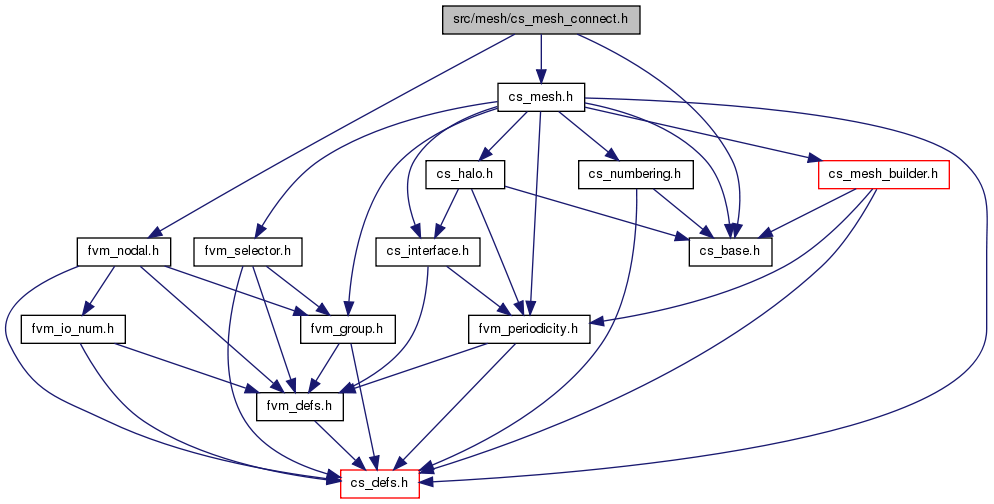 src/mesh/cs_mesh_connect.h
cs_mesh.h
cs_halo.h
cs_numbering.h
cs_mesh_builder.h
fvm_nodal.h
fvm_selector.h
cs_interface.h
cs_base.h
fvm_io_num.h
fvm_group.h
fvm_periodicity.h
fvm_defs.h
cs_defs.h